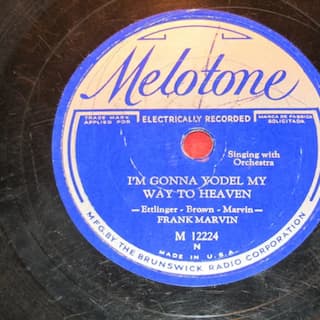 Melotone
TRADE MARK
APPLIED FOR
ELECTRICALLY RECORDED
MARCA DE FABRICA
SOLICITADA
Singing with
Orchestra
I'M GONNA YODEL MY
WAY TO HEAVEN
—Ettlinger - Brown - Marvin—
FRANK MARVIN
M 12224
N
MADE IN U.S.A.
MFG. BY THE BRUNSWICK RADIO CORPORATION